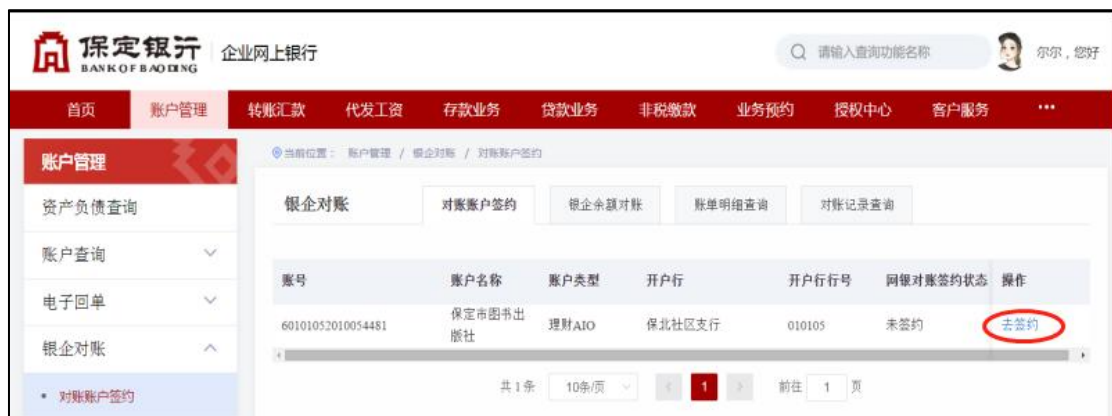 保定银行 企业网上银行
BANK OF BAODING
请输入查询功能名称
尔尔，您好
首页 账户管理 转账汇款 代发工资 存款业务 贷款业务 非税缴款 业务预约 授权中心 客户服务 •••
账户管理
资产负债查询
账户查询
电子回单
银企对账
• 对账账户签约
当前位置： 账户管理 / 银企对账 / 对账账户签约
银企对账 对账账户签约 银企余额对账 账单明细查询 对账记录查询
账号 账户名称 账户类型 开户行 开户行行号 网银对账签约状态 操作
60101052010054481 保定市图书出版社 理财AIO 保北社区支行 010105 未签约 去签约
共 1 条 10条/页 < 1 > 前往 1 页